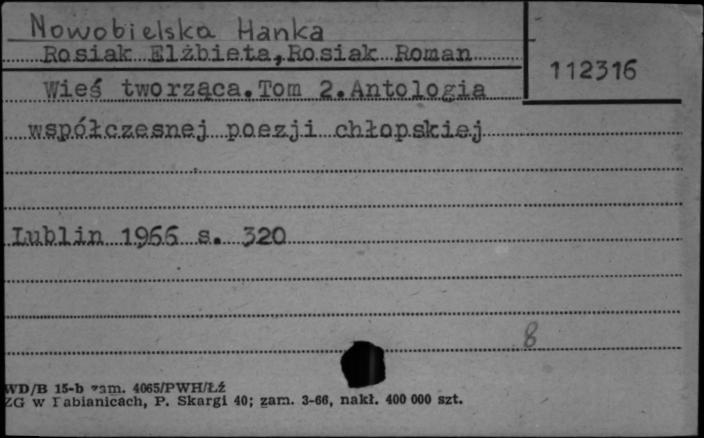 Nowobielska Hanka
Rosiak Elżbieta,Rosiak Roman
112316
Wieś tworząca.Tom 2.Antologia
współczesnej poezji chłopskiej
Lublin 1966 s. 320
8
WD/B 15-b zam. 4065/PWH/Łź
ZG w Pabianicach, P. Skargi 40; zam. 3-66, nakł. 400 000 szt.